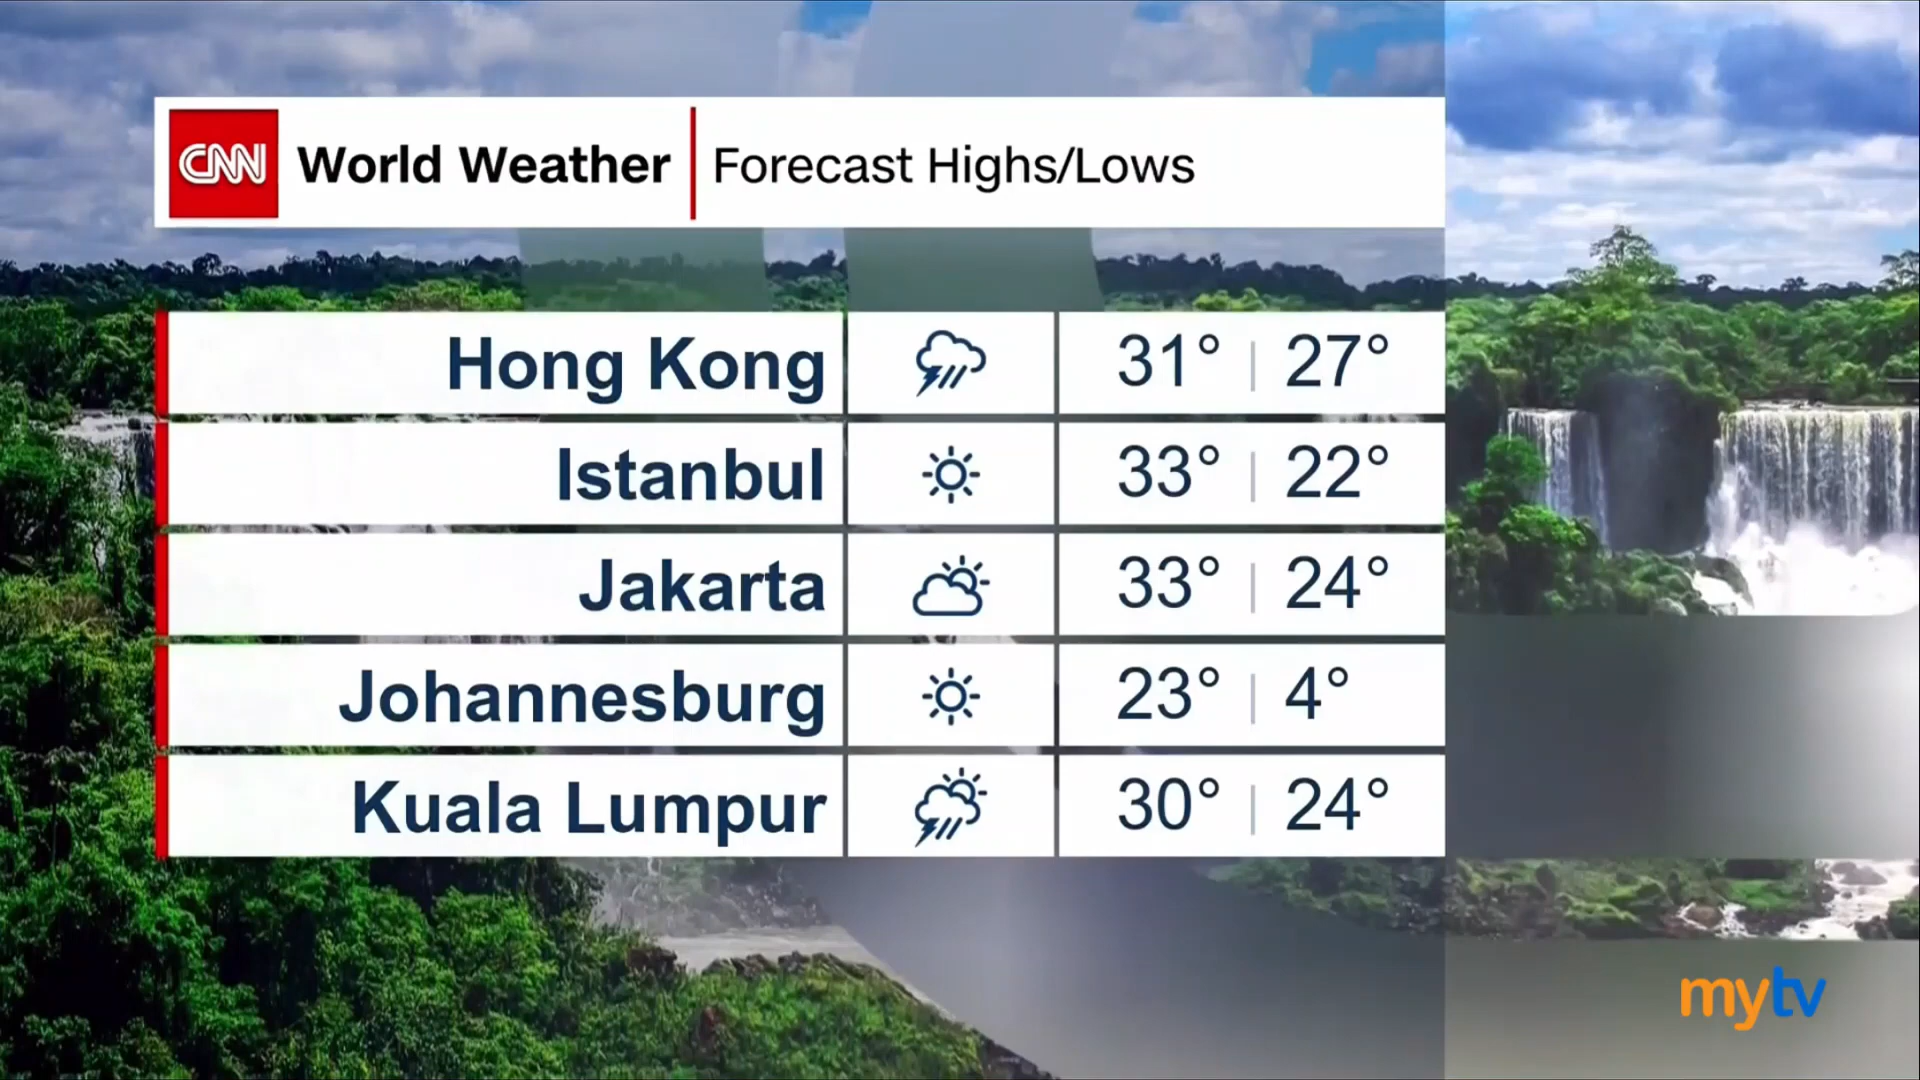 CNN World Weather | Forecast Highs/Lows
Hong Kong 31° | 27°
Istanbul 33° | 22°
Jakarta 33° | 24°
Johannesburg 23° | 4°
Kuala Lumpur 30° | 24°
mytv